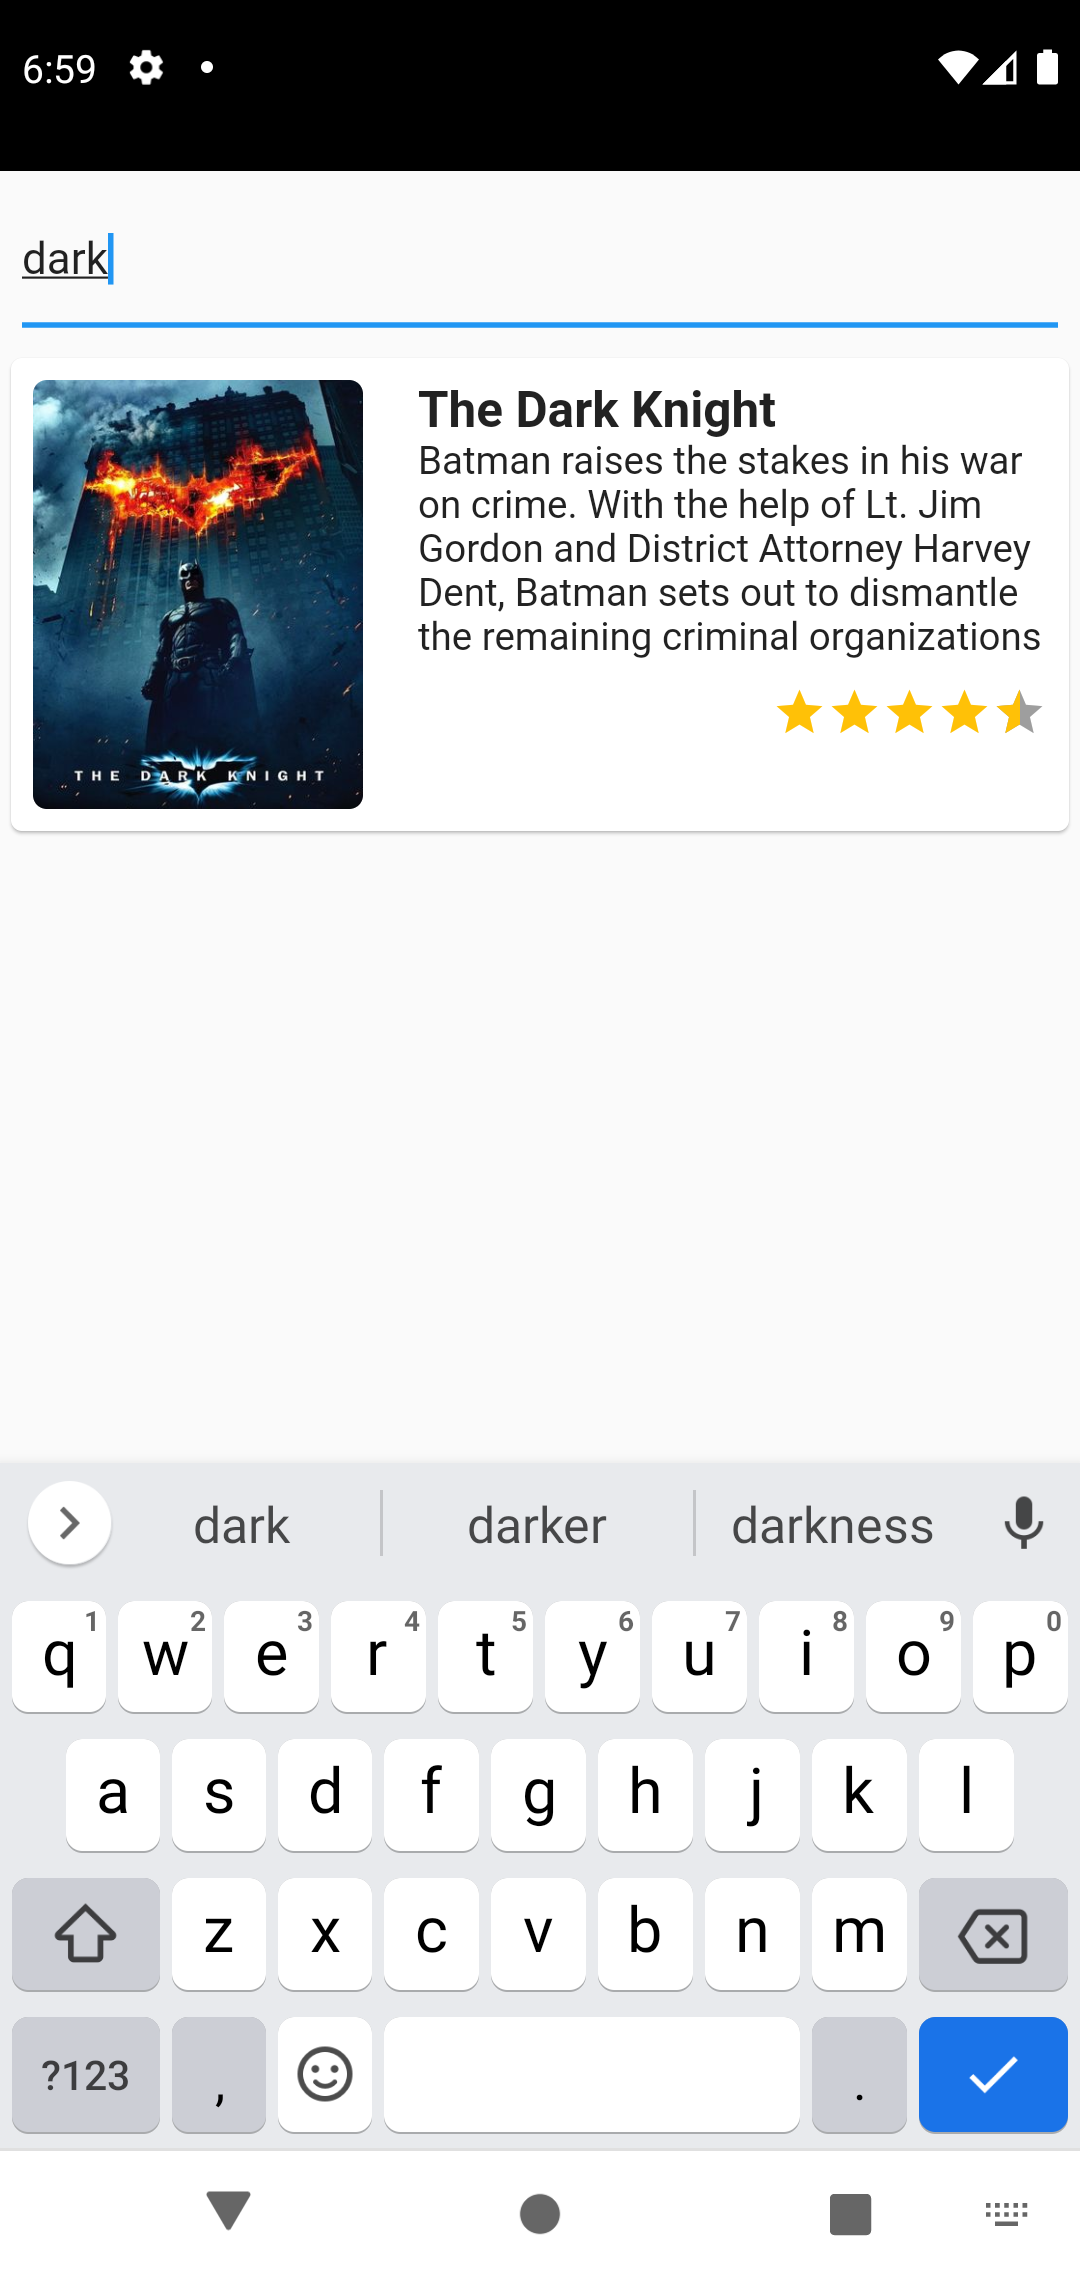 6:59
dark
The Dark Knight
Batman raises the stakes in his war
on crime. With the help of Lt. Jim
Gordon and District Attorney Harvey
Dent, Batman sets out to dismantle
the remaining criminal organizations
THE DARK KNIGHT
dark darker darkness
1 2 3 4 5 6 7 8 9 0
q w e r t y u i o p
a s d f g h j k l
z x c v b n m
?123 , .